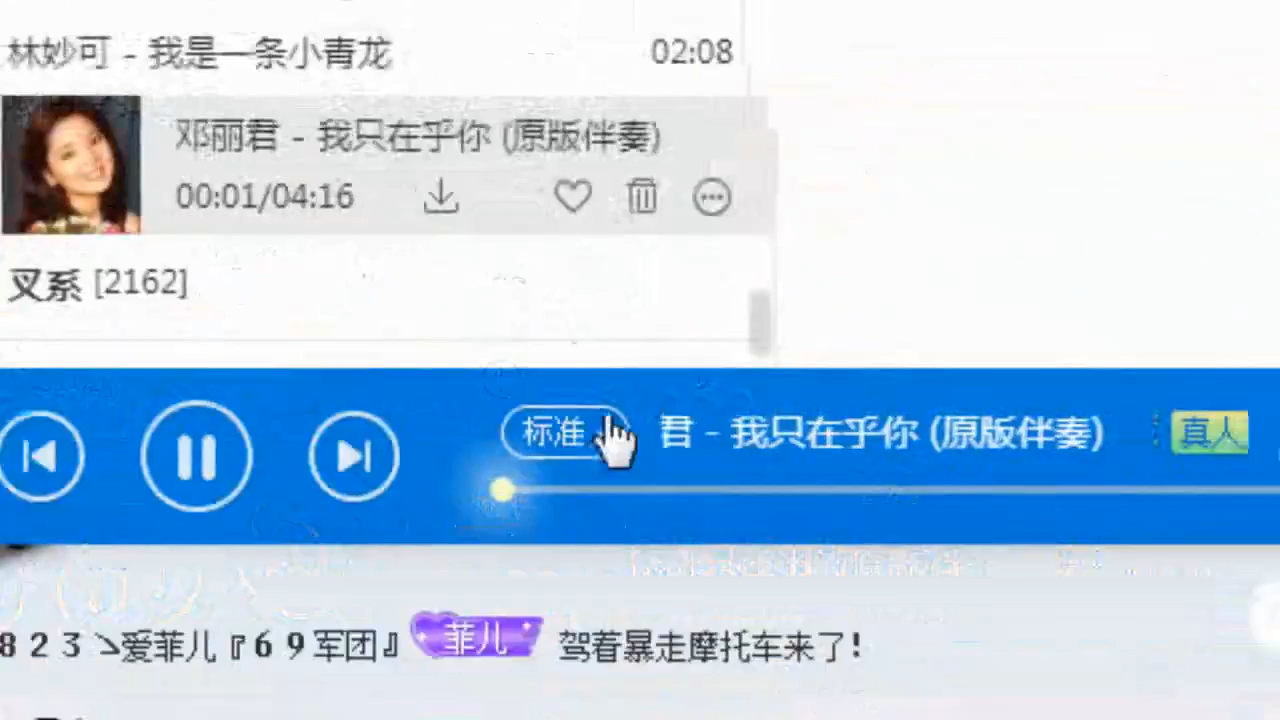 林妙可 - 我是一条小青龙 02:08
邓丽君 - 我只在乎你 (原版伴奏)
00:01/04:16
叉系 [2162]
标准 君 - 我只在乎你 (原版伴奏) 真人
8 2 3 ↘爱菲儿『6 9 军团』 菲儿 驾着暴走摩托车来了!